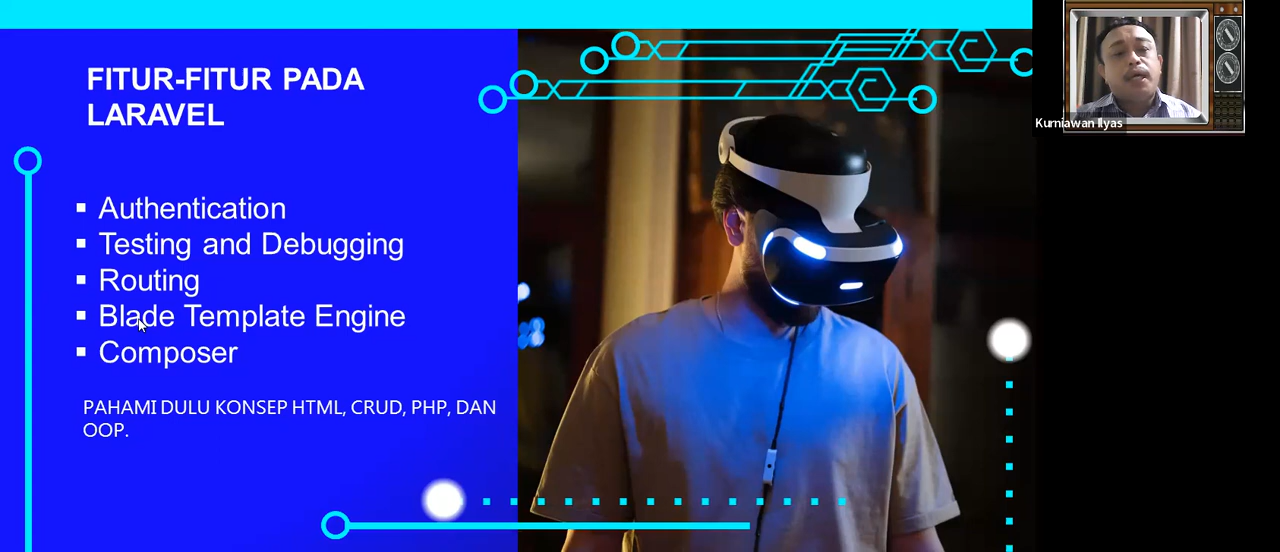 FITUR-FITUR PADA
LARAVEL
Authentication
Testing and Debugging
Routing
Blade Template Engine
Composer
PAHAMI DULU KONSEP HTML, CRUD, PHP, DAN
OOP.
Kurniawan Ilyas